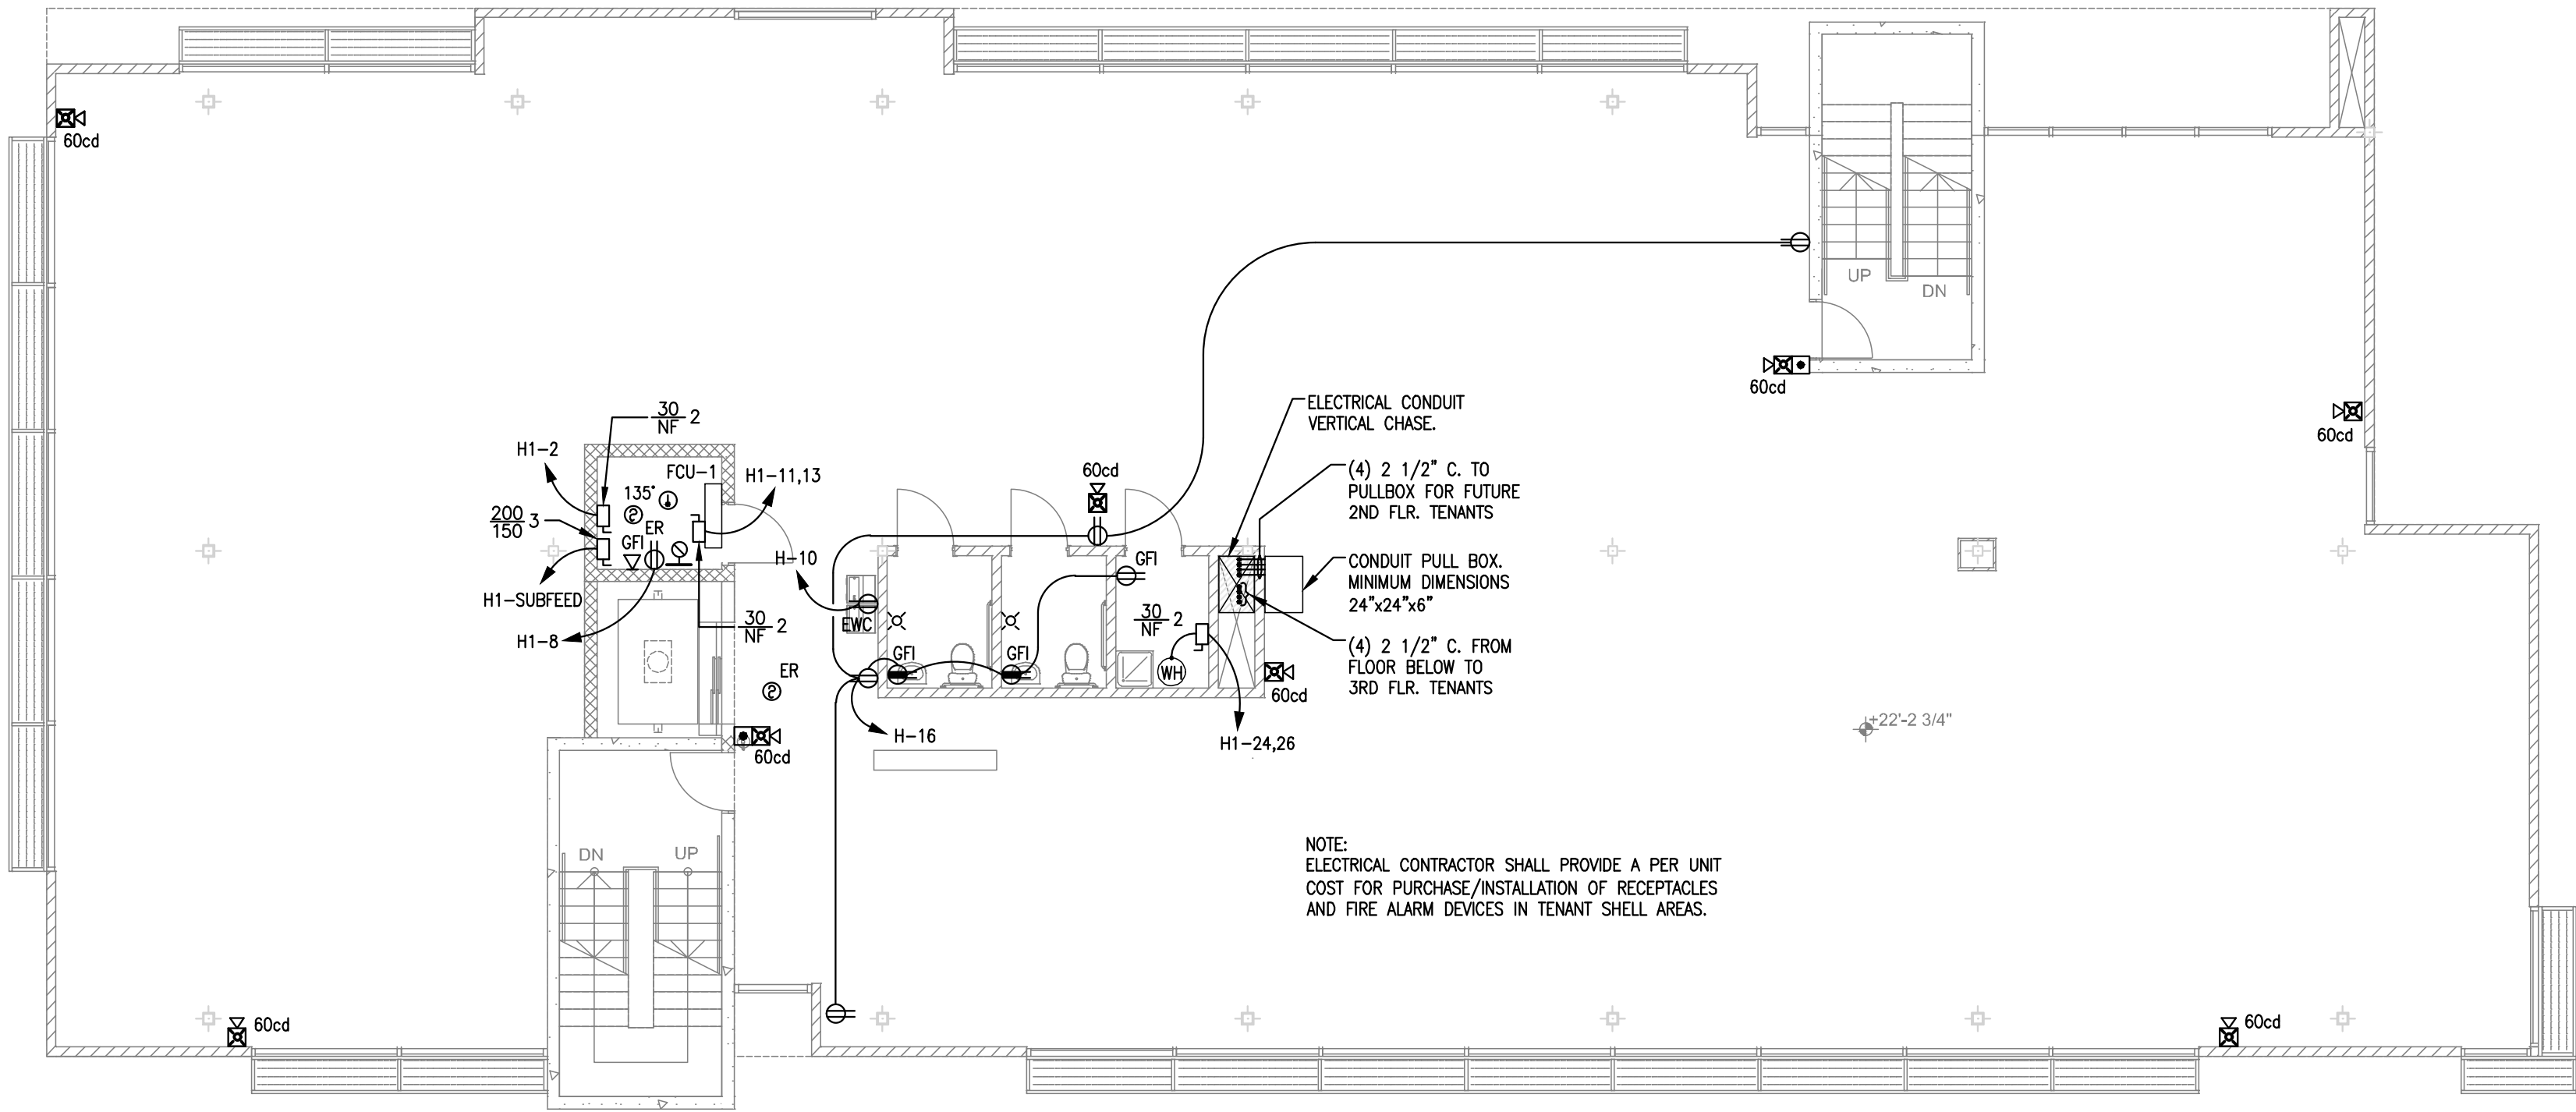 60cd
UP
DN
60cd
60cd
30
NF 2
H1-2
FCU-1
135°
H1-11,13
200
150 3
ER
GFI
H1-SUBFEED
H1-8
30
NF 2
ER
60cd
60cd
H-10
EWC
GFI
GFI
GFI
30
NF 2
WH
H-16
H1-24,26
60cd
ELECTRICAL CONDUIT
VERTICAL CHASE.
(4) 2 1/2" C. TO
PULLBOX FOR FUTURE
2ND FLR. TENANTS
CONDUIT PULL BOX.
MINIMUM DIMENSIONS
24"x24"x6"
(4) 2 1/2" C. FROM
FLOOR BELOW TO
3RD FLR. TENANTS
+22'-2 3/4"
NOTE:
ELECTRICAL CONTRACTOR SHALL PROVIDE A PER UNIT
COST FOR PURCHASE/INSTALLATION OF RECEPTACLES
AND FIRE ALARM DEVICES IN TENANT SHELL AREAS.
DN
UP
60cd
60cd